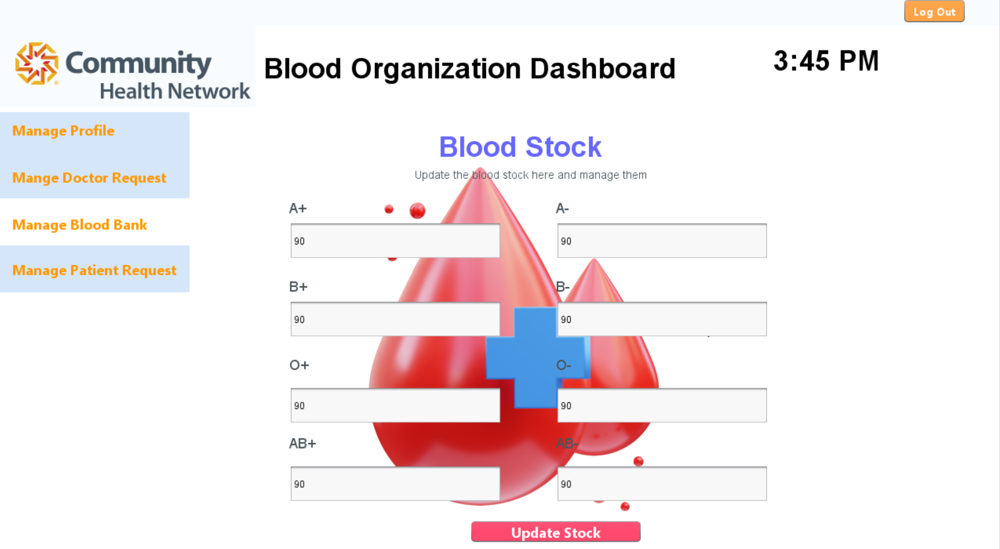 Log Out
Community
Health Network
Blood Organization Dashboard
3:45 PM
Manage Profile
Mange Doctor Request
Manage Blood Bank
Manage Patient Request
Blood Stock
Update the blood stock here and manage them
A+ A-
90 90
B+ B-
90 90
O+ O-
90 90
AB+ AB-
90 90
Update Stock